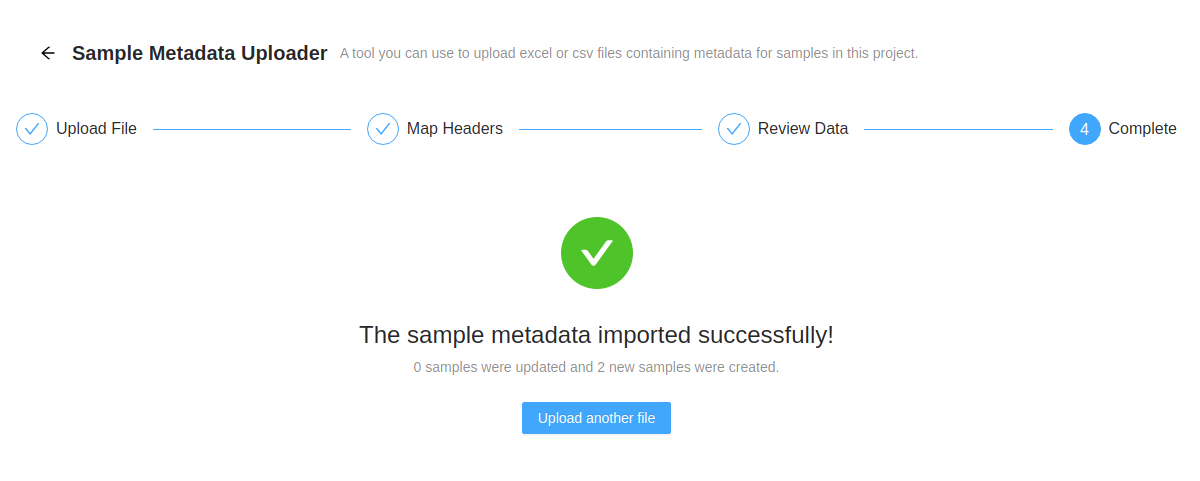 Sample Metadata Uploader A tool you can use to upload excel or csv files containing metadata for samples in this project.
Upload File Map Headers Review Data 4 Complete
The sample metadata imported successfully!
0 samples were updated and 2 new samples were created.
Upload another file